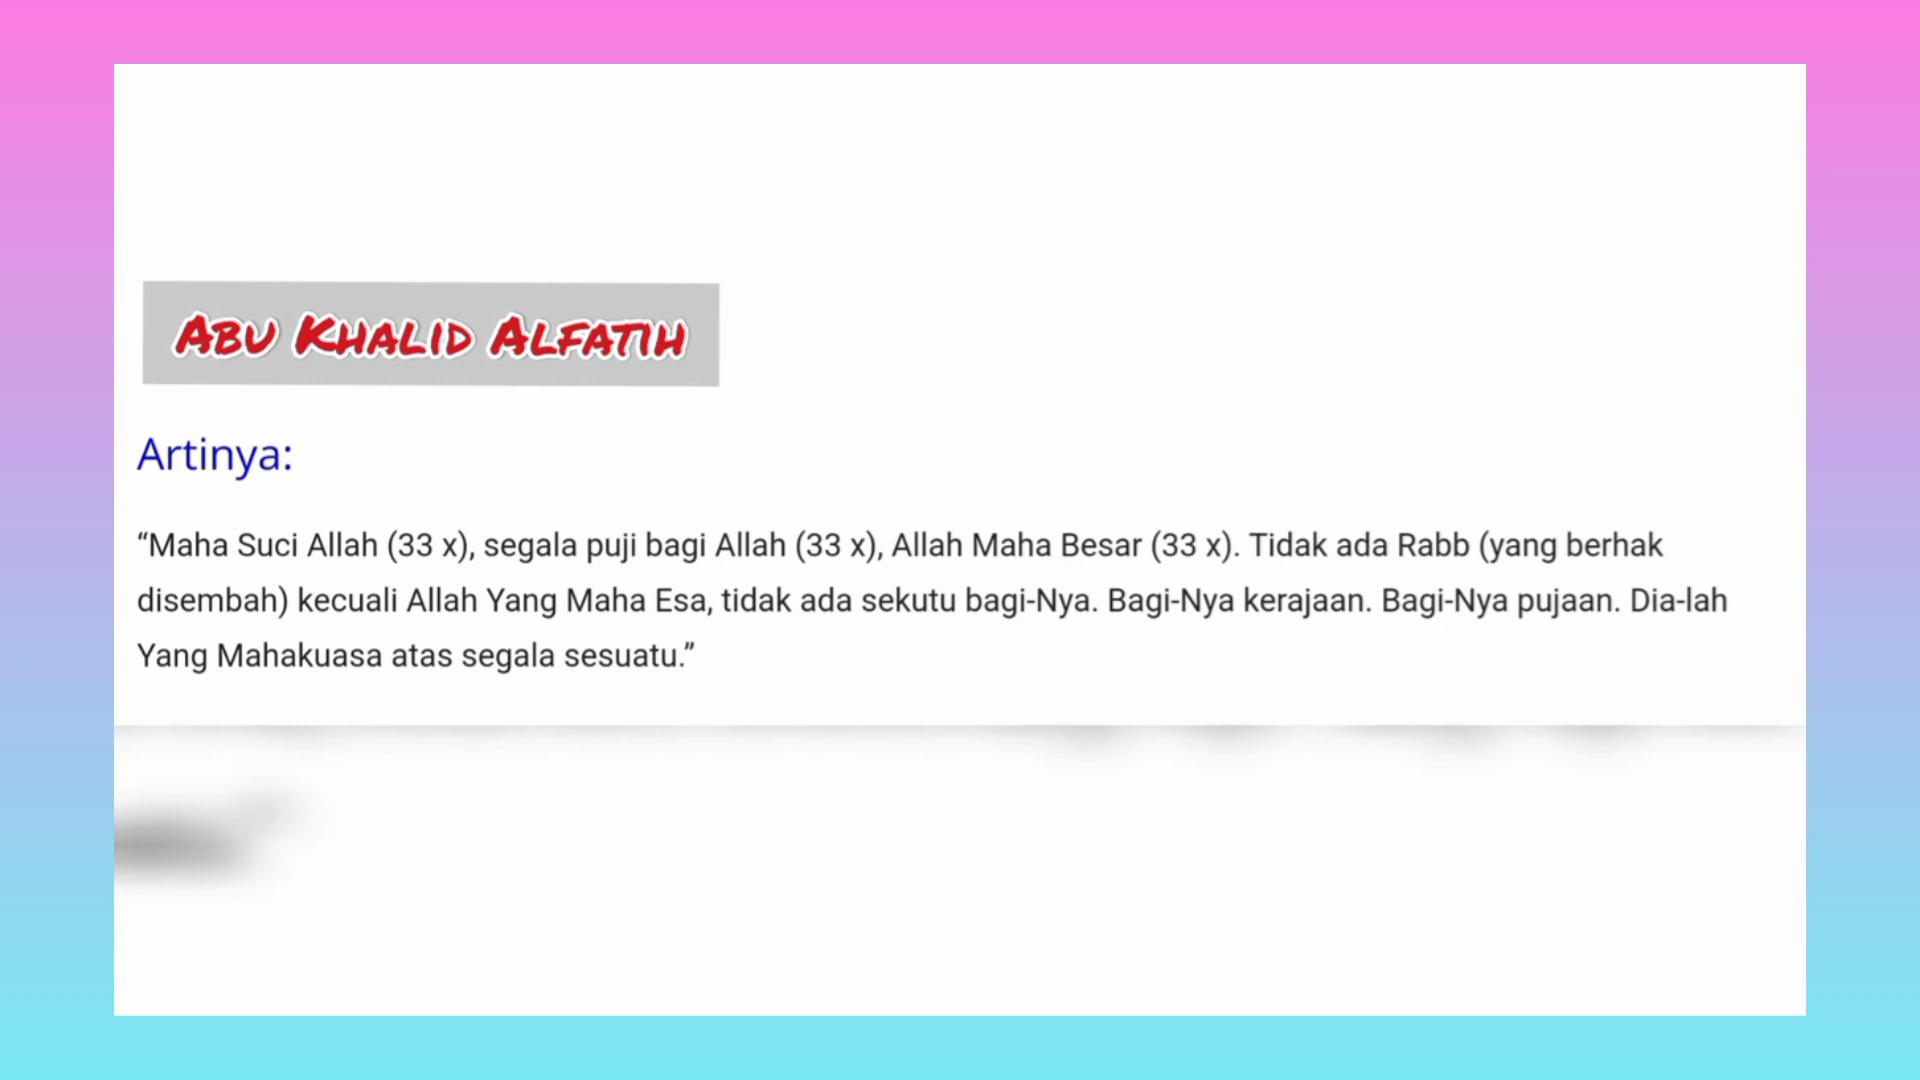 ABU KHALID ALFATIH
Artinya:
“Maha Suci Allah (33 x), segala puji bagi Allah (33 x), Allah Maha Besar (33 x). Tidak ada Rabb (yang berhak
disembah) kecuali Allah Yang Maha Esa, tidak ada sekutu bagi-Nya. Bagi-Nya kerajaan. Bagi-Nya pujaan. Dia-lah
Yang Mahakuasa atas segala sesuatu.”